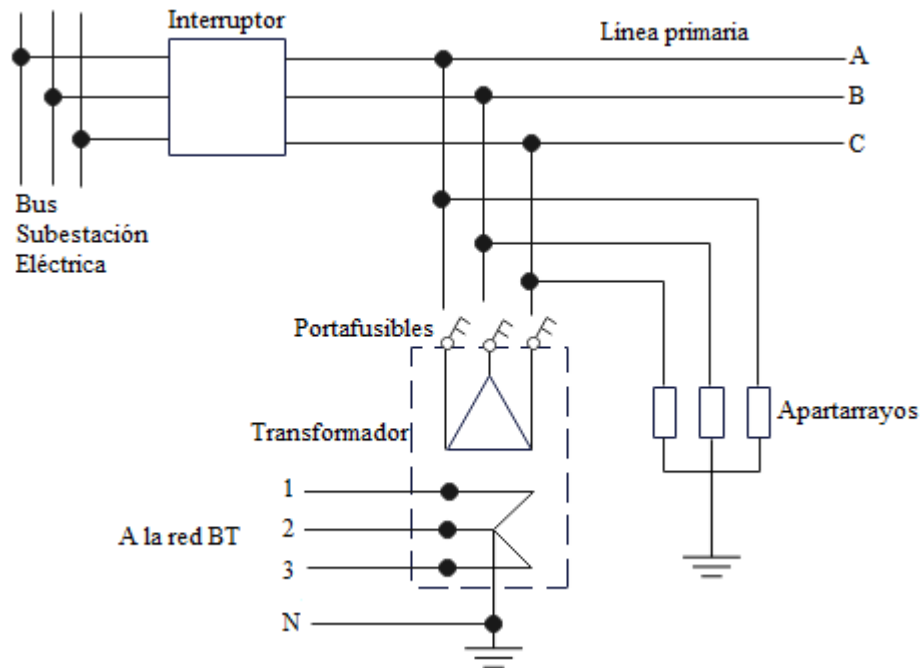 Interruptor
Línea primaria
A
B
C
Bus
Subestación
Eléctrica
Portafusibles
Transformador
Apartarrayos
1
A la red BT
2
3
N